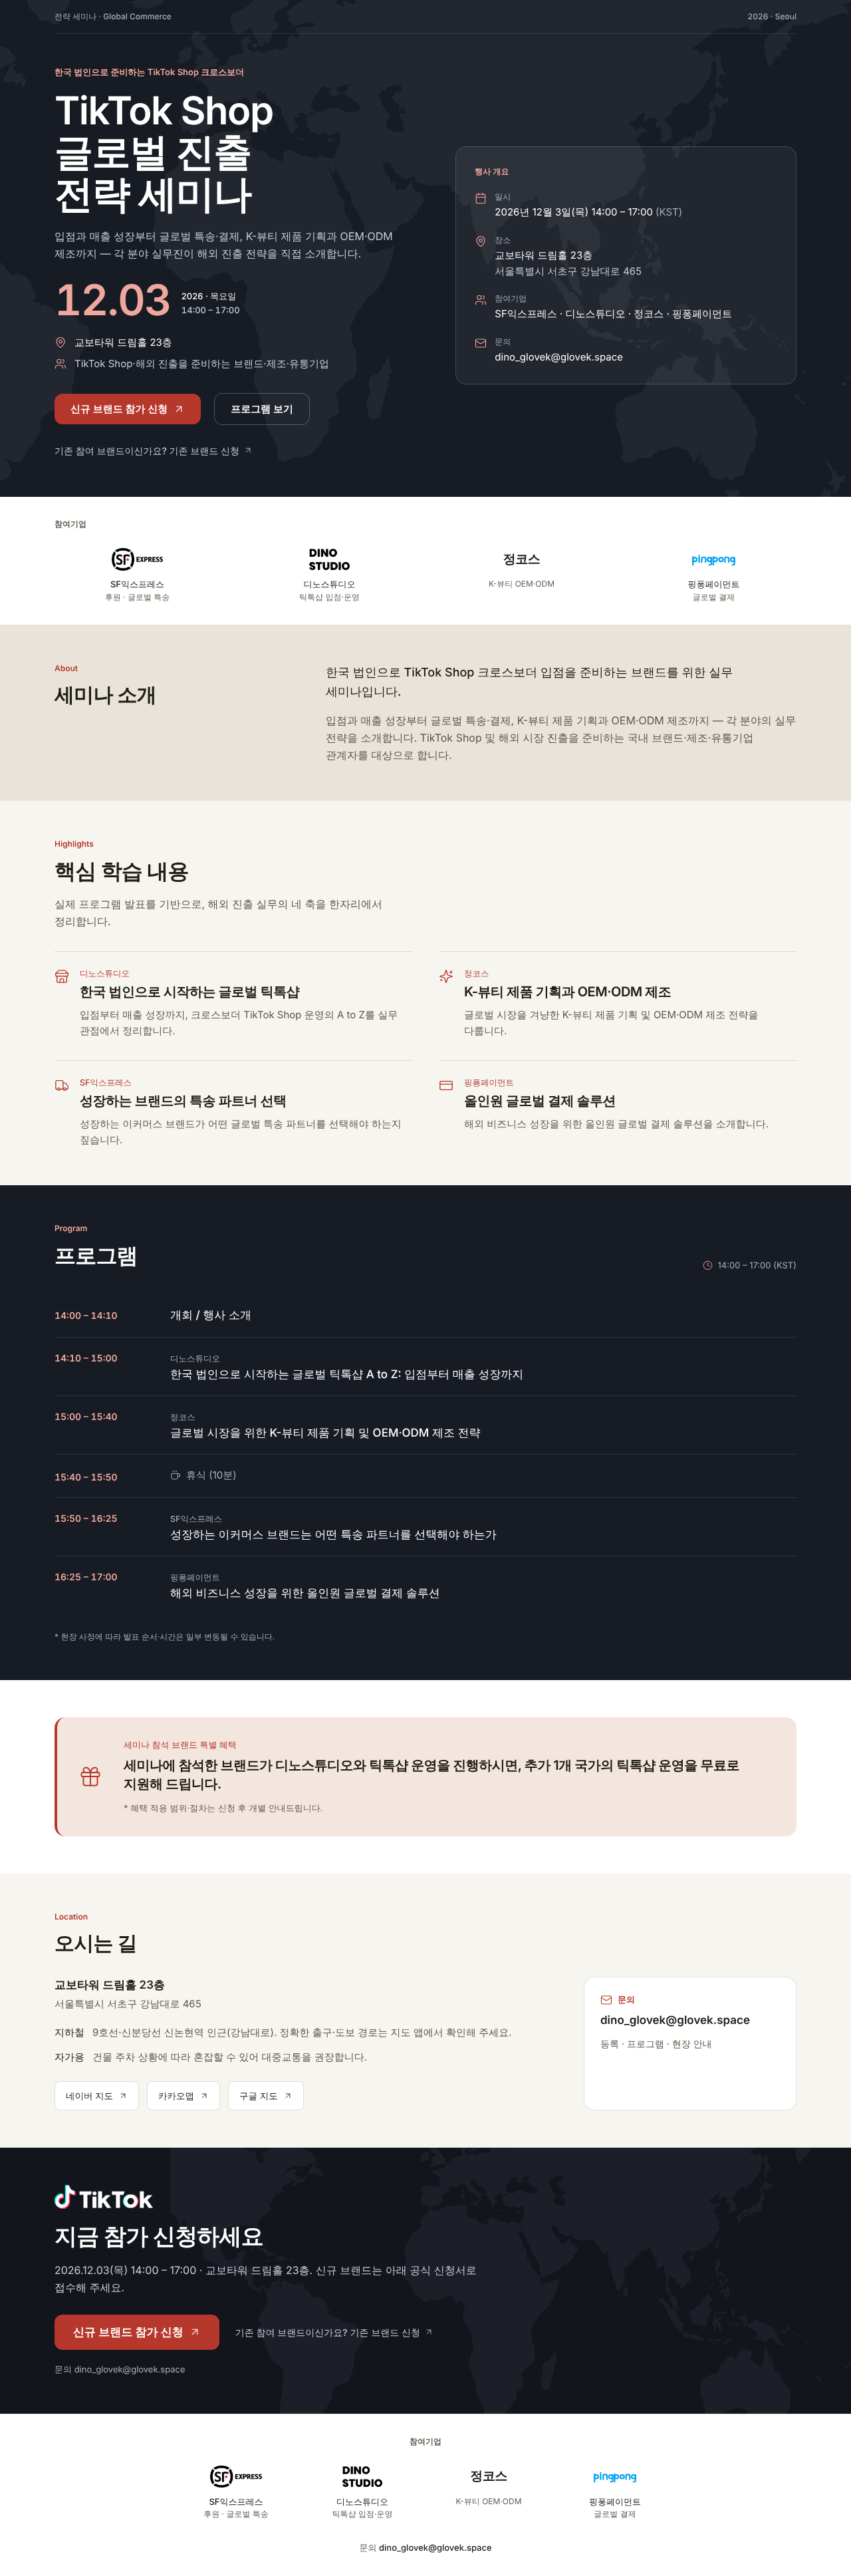 전략 세미나 · Global Commerce
2026 · Seoul
한국 법인으로 준비하는 TikTok Shop 크로스보더
TikTok Shop
글로벌 진출
전략 세미나
입점과 매출 성장부터 글로벌 특송·결제, K-뷰티 제품 기획과 OEM·ODM
제조까지 — 각 분야 실무진이 해외 진출 전략을 직접 소개합니다.
12.03
2026 · 목요일
14:00 – 17:00
교보타워 드림홀 23층
TikTok Shop·해외 진출을 준비하는 브랜드·제조·유통기업
신규 브랜드 참가 신청
프로그램 보기
기존 참여 브랜드이신가요? 기존 브랜드 신청
행사 개요
일시
2026년 12월 3일(목) 14:00 – 17:00 (KST)
장소
교보타워 드림홀 23층
서울특별시 서초구 강남대로 465
참여기업
SF익스프레스 · 디노스튜디오 · 정코스 · 핑퐁페이먼트
문의
dino_glovek@glovek.space
참여기업
SF EXPRESS
SF익스프레스
후원 · 글로벌 특송
DINO
STUDIO
디노스튜디오
틱톡샵 입점·운영
정코스
K-뷰티 OEM·ODM
pingpong
핑퐁페이먼트
글로벌 결제
About
세미나 소개
한국 법인으로 TikTok Shop 크로스보더 입점을 준비하는 브랜드를 위한 실무
세미나입니다.
입점과 매출 성장부터 글로벌 특송·결제, K-뷰티 제품 기획과 OEM·ODM 제조까지 — 각 분야의 실무
전략을 소개합니다. TikTok Shop 및 해외 시장 진출을 준비하는 국내 브랜드·제조·유통기업
관계자를 대상으로 합니다.
Highlights
핵심 학습 내용
실제 프로그램 발표를 기반으로, 해외 진출 실무의 네 축을 한자리에서
정리합니다.
디노스튜디오
한국 법인으로 시작하는 글로벌 틱톡샵
입점부터 매출 성장까지, 크로스보더 TikTok Shop 운영의 A to Z를 실무
관점에서 정리합니다.
정코스
K-뷰티 제품 기획과 OEM·ODM 제조
글로벌 시장을 겨냥한 K-뷰티 제품 기획 및 OEM·ODM 제조 전략을
다룹니다.
SF익스프레스
성장하는 브랜드의 특송 파트너 선택
성장하는 이커머스 브랜드가 어떤 글로벌 특송 파트너를 선택해야 하는지
짚습니다.
핑퐁페이먼트
올인원 글로벌 결제 솔루션
해외 비즈니스 성장을 위한 올인원 글로벌 결제 솔루션을 소개합니다.
Program
프로그램
14:00 – 17:00 (KST)
14:00 – 14:10
개회 / 행사 소개
14:10 – 15:00
디노스튜디오
한국 법인으로 시작하는 글로벌 틱톡샵 A to Z: 입점부터 매출 성장까지
15:00 – 15:40
정코스
글로벌 시장을 위한 K-뷰티 제품 기획 및 OEM·ODM 제조 전략
15:40 – 15:50
휴식 (10분)
15:50 – 16:25
SF익스프레스
성장하는 이커머스 브랜드는 어떤 특송 파트너를 선택해야 하는가
16:25 – 17:00
핑퐁페이먼트
해외 비즈니스 성장을 위한 올인원 글로벌 결제 솔루션
* 현장 사정에 따라 발표 순서·시간은 일부 변동될 수 있습니다.
세미나 참석 브랜드 특별 혜택
세미나에 참석한 브랜드가 디노스튜디오와 틱톡샵 운영을 진행하시면, 추가 1개 국가의 틱톡샵 운영을 무료로
지원해 드립니다.
* 혜택 적용 범위·절차는 신청 후 개별 안내드립니다.
Location
오시는 길
교보타워 드림홀 23층
서울특별시 서초구 강남대로 465
지하철 9호선·신분당선 신논현역 인근(강남대로). 정확한 출구·도보 경로는 지도 앱에서 확인해 주세요.
자가용 건물 주차 상황에 따라 혼잡할 수 있어 대중교통을 권장합니다.
네이버 지도
카카오맵
구글 지도
문의
dino_glovek@glovek.space
등록 · 프로그램 · 현장 안내
TikTok
지금 참가 신청하세요
2026.12.03(목) 14:00 – 17:00 · 교보타워 드림홀 23층. 신규 브랜드는 아래 공식 신청서로
접수해 주세요.
신규 브랜드 참가 신청
기존 참여 브랜드이신가요? 기존 브랜드 신청
문의 dino_glovek@glovek.space
참여기업
SF EXPRESS
SF익스프레스
후원 · 글로벌 특송
DINO
STUDIO
디노스튜디오
틱톡샵 입점·운영
정코스
K-뷰티 OEM·ODM
pingpong
핑퐁페이먼트
글로벌 결제
문의 dino_glovek@glovek.space